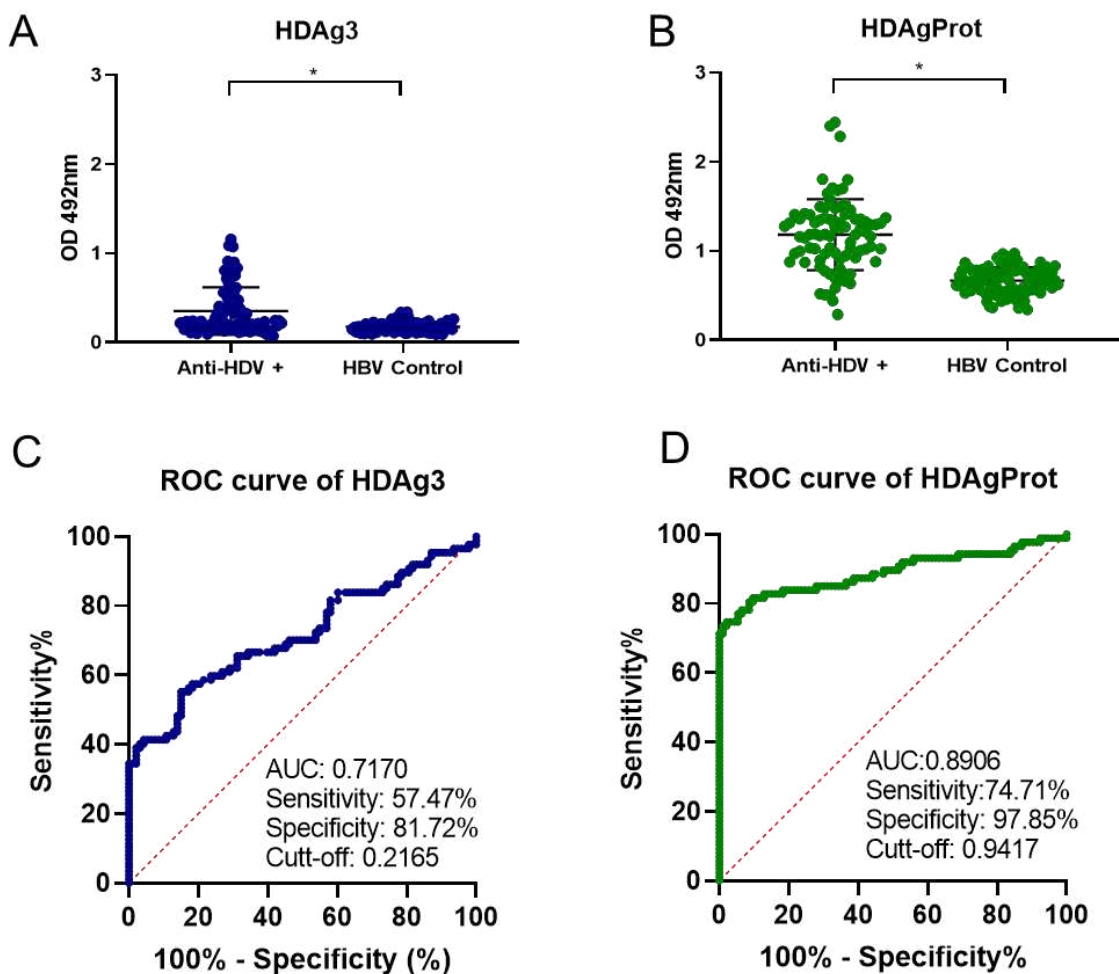 A
HDAg3
*
OD 492nm
3
2
1
0
Anti-HDV +
HBV Control
B
HDAgProt
*
OD 492nm
3
2
1
0
Anti-HDV +
HBV Control
C
ROC curve of HDAg3
Sensitivity%
100
80
60
40
20
0
AUC: 0.7170
Sensitivity: 57.47%
Specificity: 81.72%
Cutt-off: 0.2165
0 20 40 60 80 100
100% - Specificity (%)
D
ROC curve of HDAgProt
Sensitivity%
100
80
60
40
20
0
AUC:0.8906
Sensitivity:74.71%
Specificity: 97.85%
Cutt-off: 0.9417
0 20 40 60 80 100
100% - Specificity%